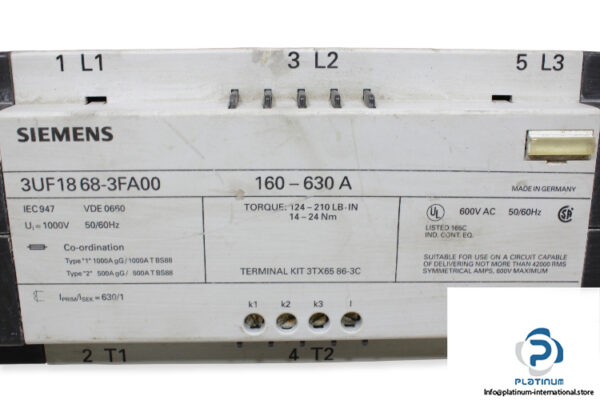 1 L1
3 L2
5 L3
SIEMENS
3UF18 68-3FA00
160 – 630 A
MADE IN GERMANY
IEC 947 VDE 0660
U₁ = 1000V 50/60Hz
Co-ordination
Type "1" 1000A gG / 1000A T BS88
Type "2" 500A gG / 500A T BS88
TORQUE: 124 – 210 LB-IN
14 – 24 Nm
TERMINAL KIT 3TX65 86-3C
UL 600V AC 50/60Hz SA
LISTED 165C
IND. CONT. EQ.
SUITABLE FOR USE ON A CIRCUIT CAPABLE
OF DELIVERING NOT MORE THAN 42000 RMS
SYMMETRICAL AMPS, 600V MAXIMUM
IPRIM/ISEK = 630/1
k1 k2 k3 l
2 T1
4 T2
PLATINUM
info@platinum-international.store